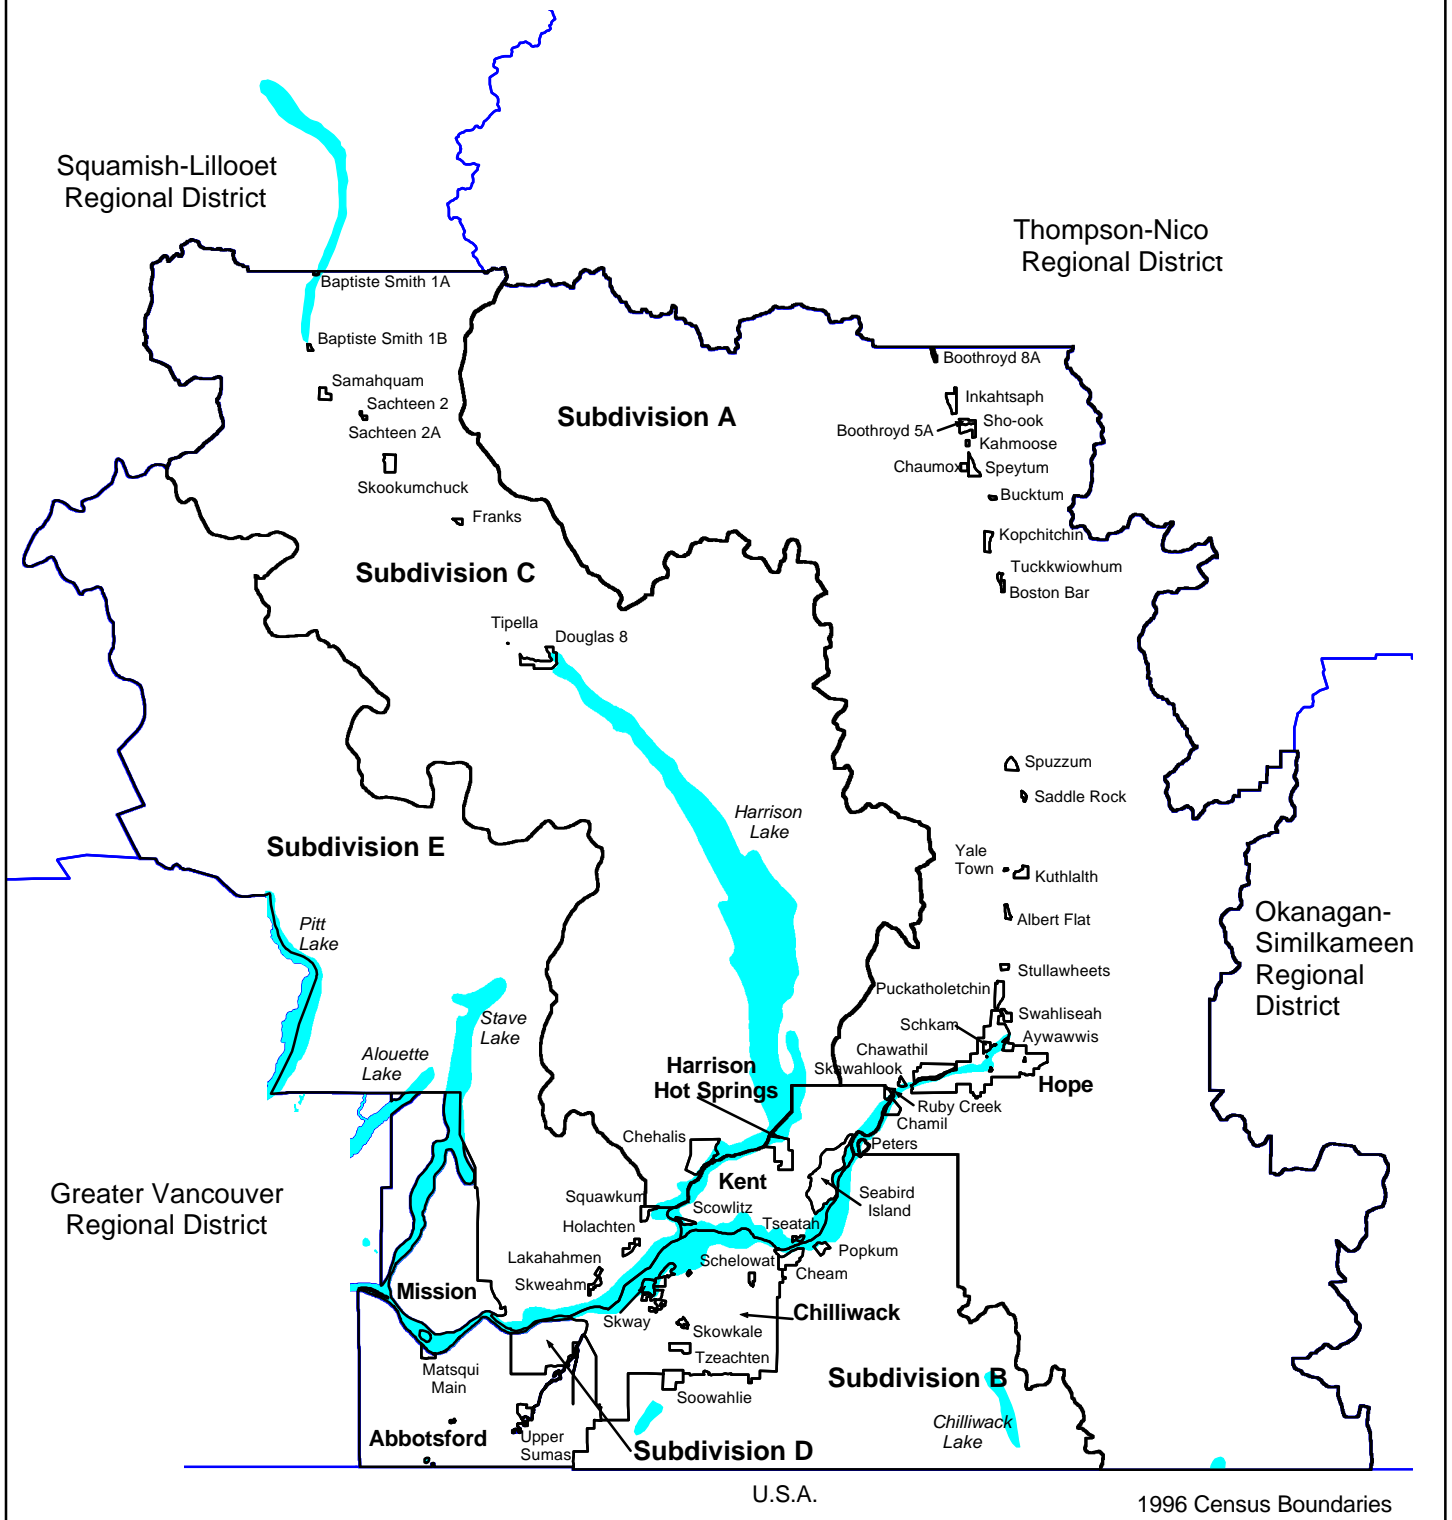 Squamish-Lillooet
Regional District
Thompson-Nico
Regional District
Baptiste Smith 1A
Baptiste Smith 1B
Boothroyd 8A
Samahquam
Sachteen 2
Sachteen 2A
Subdivision A
Inkahtsaph
Sho-ook
Boothroyd 5A
Kahmoose
Chaumox
Speytum
Skookumchuck
Bucktum
Franks
Kopchitchin
Subdivision C
Tuckkwiowhum
Boston Bar
Tipella
Douglas 8
Spuzzum
Saddle Rock
Harrison
Lake
Subdivision E
Yale
Town
Kuthlalth
Albert Flat
Okanagan-
Similkameen
Regional
District
Pitt
Lake
Stullawheets
Puckatholetchin
Stave
Lake
Swahliseah
Schkam
Aywawwis
Alouette
Lake
Chawathil
Skawahlook
Harrison
Hot Springs
Hope
Ruby Creek
Chamil
Chehalis
Peters
Kent
Greater Vancouver
Regional District
Squawkum
Scowlitz
Seabird
Island
Holachten
Tseatah
Lakahahmen
Schelowat
Popkum
Cheam
Skweahm
Mission
Skway
Chilliwack
Skowkale
Tzeachten
Matsqui
Main
Soowahlie
Subdivision B
Chilliwack
Lake
Abbotsford
Upper
Sumas
Subdivision D
U.S.A.
1996 Census Boundaries